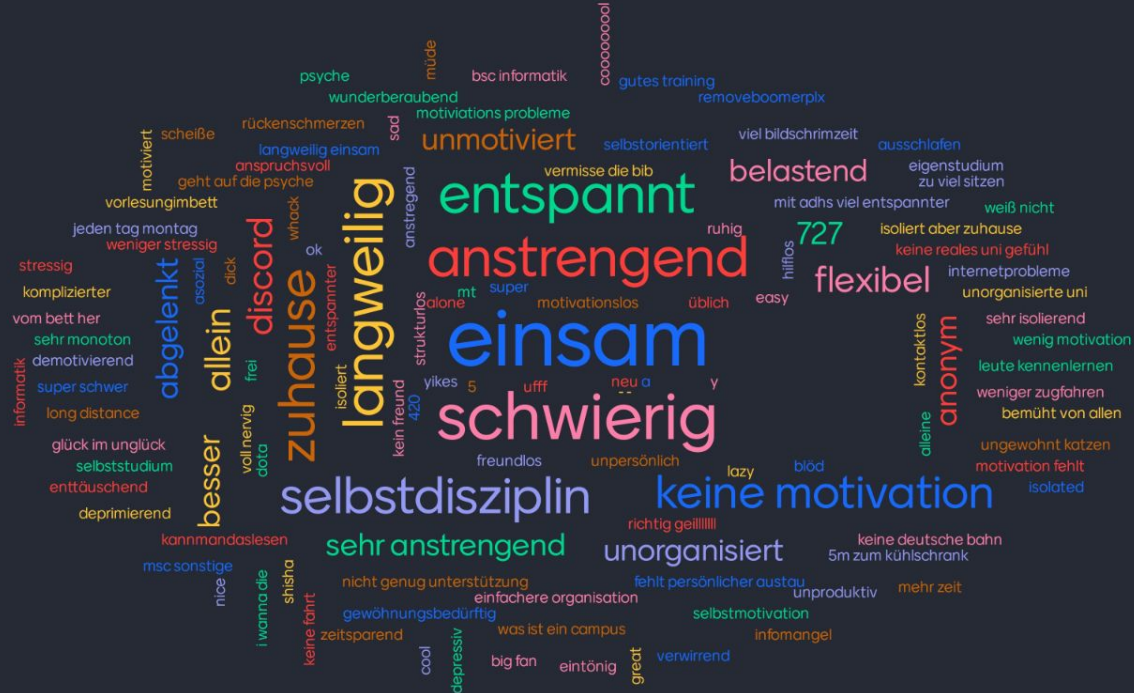 cooooooooool
müde
psyche
bsc informatik
gutes training
wunderberaubend
removeboomerplx
motiviations probleme
rückenschmerzen
sad
scheiße
motiviert
unmotiviert
selbstorientiert
viel bildschrimzeit
ausschlafen
langweilig einsam
anspruchsvoll
vermisse die bib
belastend
eigenstudium
geht auf die psyche
langweilig
anstregend
entspannt
zu viel sitzen
vorlesungimbett
whack
mit adhs viel entspannter
weiß nicht
jeden tag montag
discord
ruhig
727
isoliert aber zuhause
weniger stressig
ok
anstrengend
hilflos
keine reales uni gefühl
stressig
asozial
dick
zuhause
entspannter
flexibel
internetprobleme
komplizierter
abgelenkt
mt
super
easy
unorganisierte uni
vom bett her
allein
strukturlos
alone
motivationslos
üblich
kontaktlos
anonym
sehr isolierend
sehr monoton
einsam
wenig motivation
demotivierend
frei
isoliert
leute kennenlernen
informatik
super schwer
kein freund
420
yikes
5
ufff
neu
a
y
weniger zugfahren
long distance
schwierig
bemüht von allen
glück im unglück
besser
voll nervig
dota
alleine
ungewohnt katzen
selbststudium
freundlos
unpersönlich
lazy
blöd
motivation fehlt
enttäuschend
selbstdisziplin
keine motivation
isolated
deprimierend
richtig geillllllll
kannmandaslesen
sehr anstrengend
unorganisiert
keine deutsche bahn
5m zum kühlschrank
msc sonstige
nice
i wanna die
shisha
keine fahrt
nicht genug unterstützung
fehlt persönlicher austau
unproduktiv
mehr zeit
einfachere organisation
gewöhnungsbedürftig
selbstmotivation
zeitsparend
was ist ein campus
infomangel
cool
depressiv
big fan
eintönig
great
verwirrend